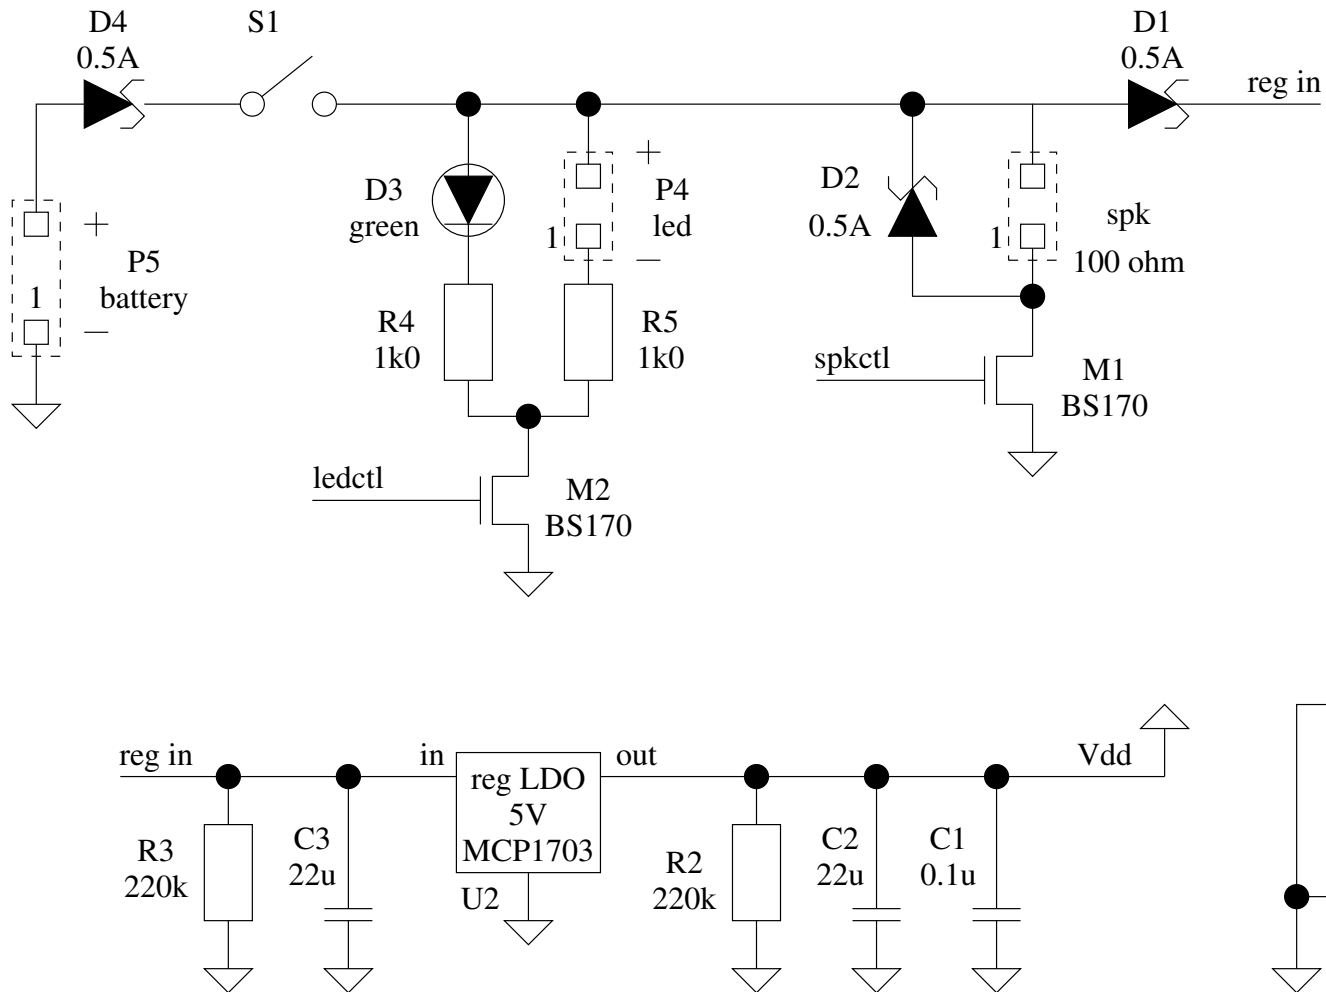 D4
0.5A
S1
D1
0.5A
reg in
D3
green
+
P4
led
1
−
D2
0.5A
spk
1
100 ohm
+
P5
1
battery
−
R4
1k0
R5
1k0
spkctl
M1
BS170
ledctl
M2
BS170
reg in
in
reg LDO
5V
MCP1703
out
Vdd
R3
220k
C3
22u
U2
R2
220k
C2
22u
C1
0.1u